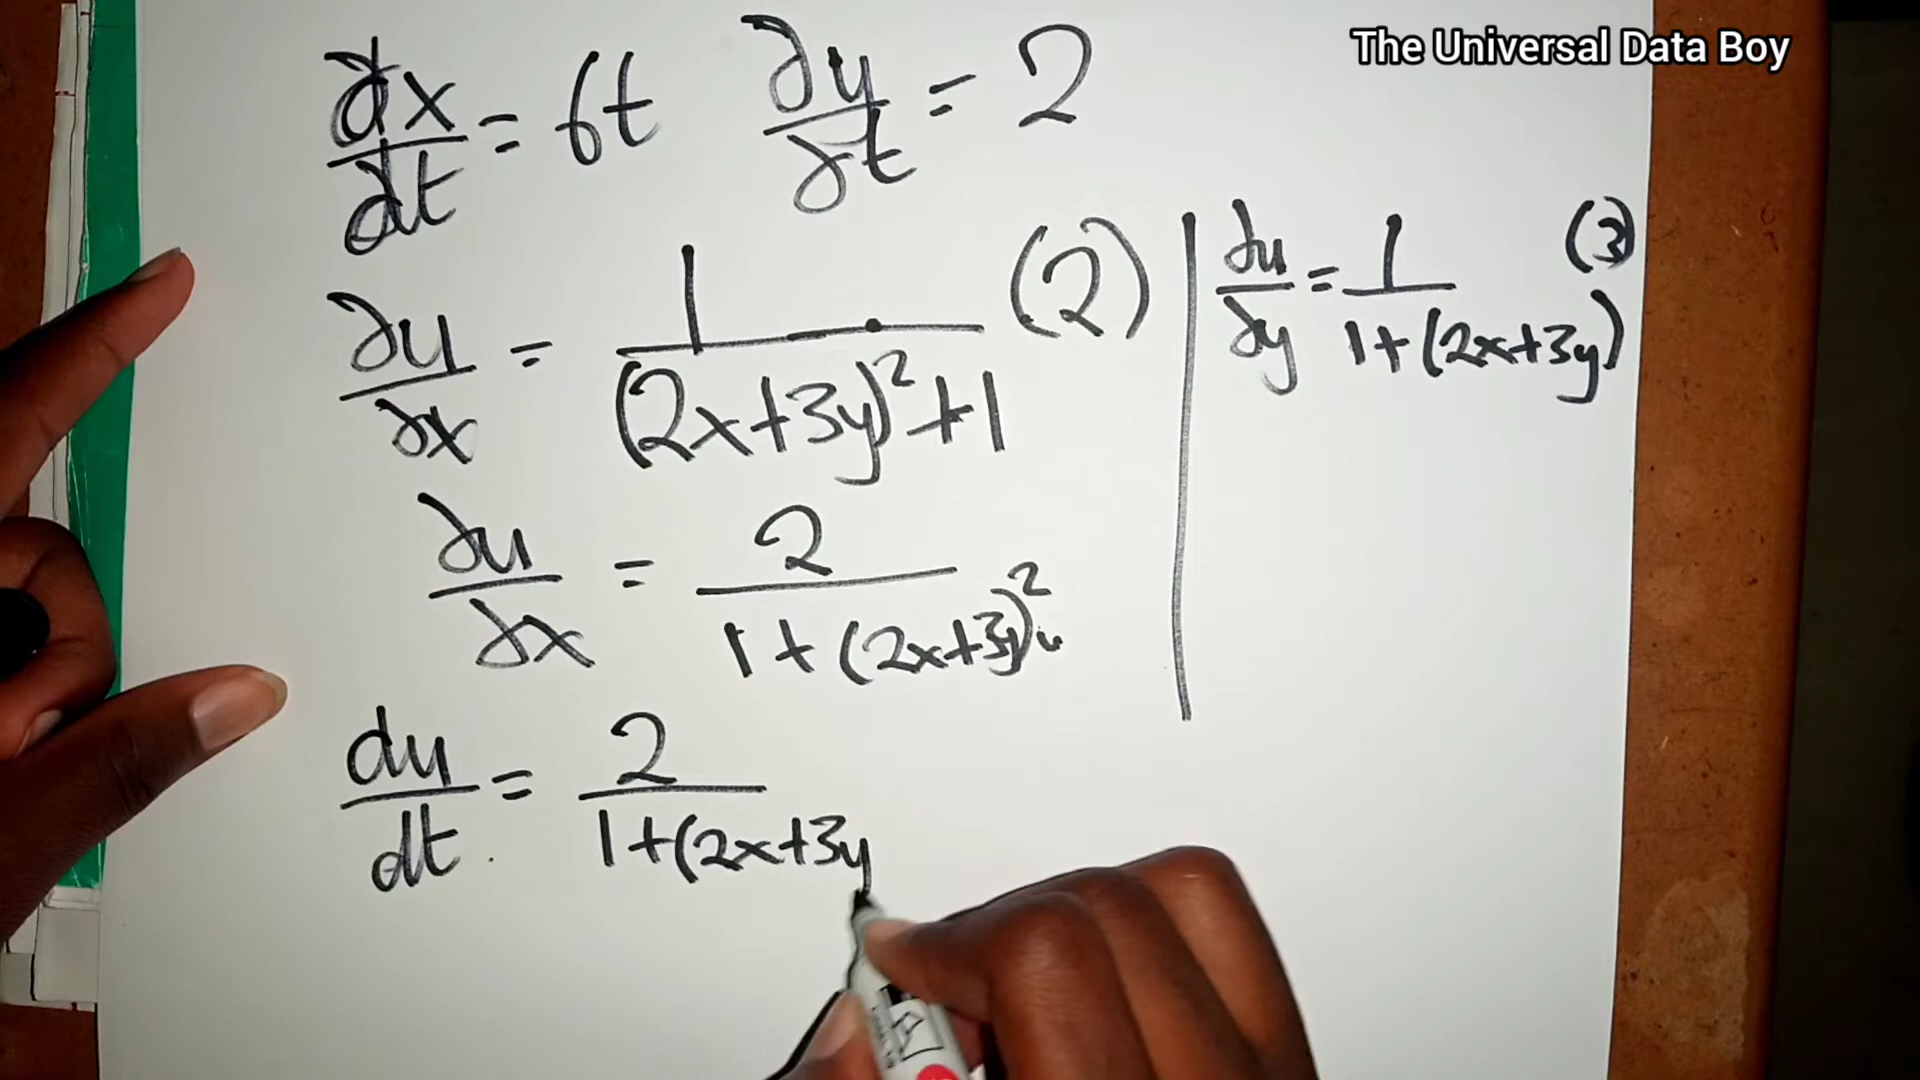 The Universal Data Boy
dx/dt = 6t ∂y/∂t = 2
∂u/∂x = 1/((2x+3y)²+1) (2)
∂u/∂y = 1/(1+(2x+3y)) (3)
∂u/∂x = 2/(1+(2x+3y)²)
du/dt = 2/(1+(2x+3y